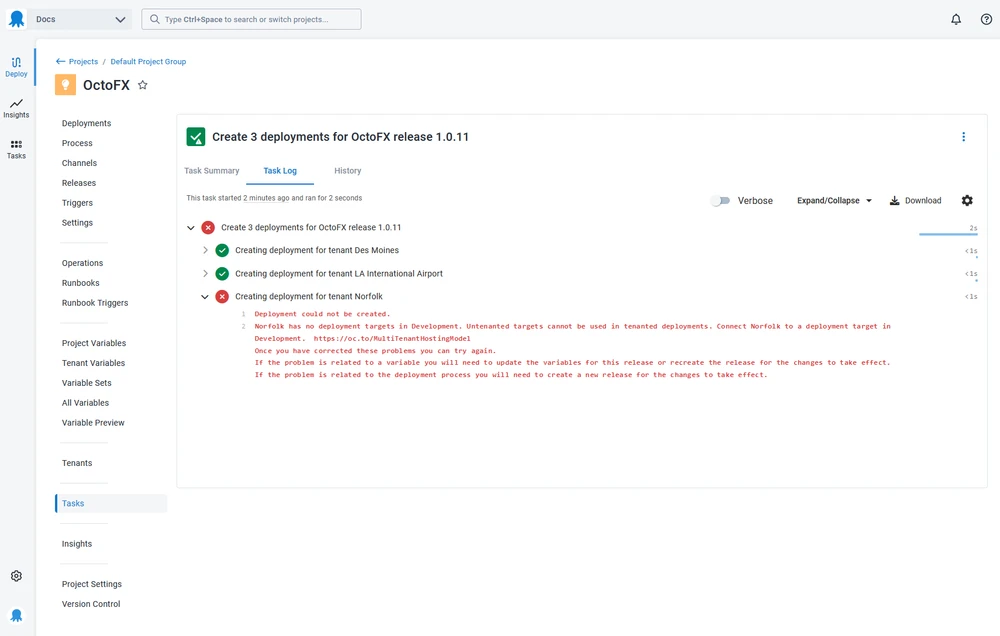 Docs
Type Ctrl+Space to search or switch projects...
Deploy
Insights
Tasks
Projects / Default Project Group
OctoFX
Deployments
Process
Channels
Releases
Triggers
Settings
Operations
Runbooks
Runbook Triggers
Project Variables
Tenant Variables
Variable Sets
All Variables
Variable Preview
Tenants
Tasks
Insights
Project Settings
Version Control
Create 3 deployments for OctoFX release 1.0.11
Task Summary Task Log History
This task started 2 minutes ago and ran for 2 seconds
Verbose Expand/Collapse Download
Create 3 deployments for OctoFX release 1.0.11 2s
Creating deployment for tenant Des Moines <1s
Creating deployment for tenant LA International Airport <1s
Creating deployment for tenant Norfolk <1s
1 Deployment could not be created.
2 Norfolk has no deployment targets in Development. Untenanted targets cannot be used in tenanted deployments. Connect Norfolk to a deployment target in
Development. https://oc.to/MultiTenantHostingModel
Once you have corrected these problems you can try again.
If the problem is related to a variable you will need to update the variables for this release or recreate the release for the changes to take effect.
If the problem is related to the deployment process you will need to create a new release for the changes to take effect.